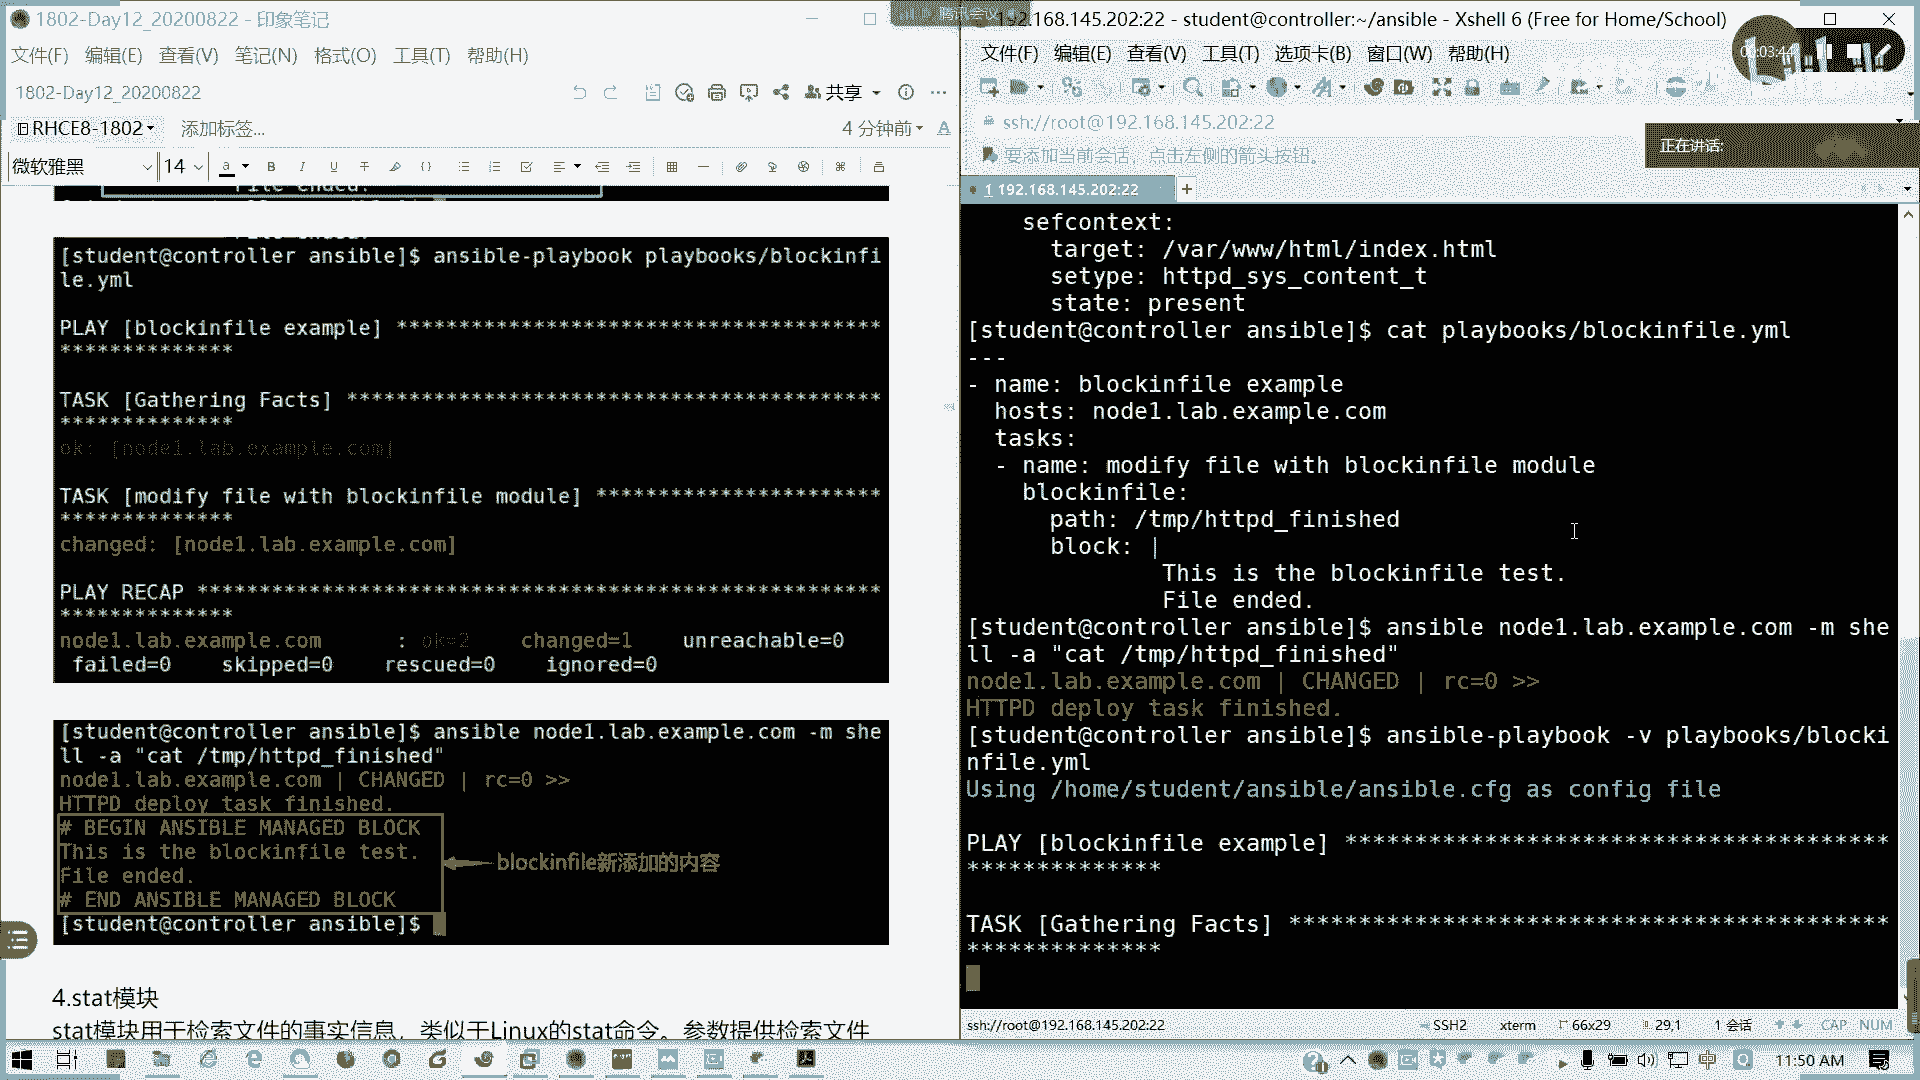 1802-Day12_20200822 - 印象笔记
文件(F) 编辑(E) 查看(V) 笔记(N) 格式(O) 工具(T) 帮助(H)
1802-Day12_20200822
共享
RHCE8-1802
添加标签...
4 分钟前
微软雅黑
14
File ended.
[student@controller ansible]$ ansible-playbook playbooks/blockinfi
le.yml
PLAY [blockinfile example] ***************************************
**************
TASK [Gathering Facts] *******************************************
**************
ok: [node1.lab.example.com]
TASK [modify file with blockinfile module] ***********************
**************
changed: [node1.lab.example.com]
PLAY RECAP *******************************************************
**************
node1.lab.example.com      : ok=2    changed=1    unreachable=0
failed=0    skipped=0    rescued=0    ignored=0
[student@controller ansible]$ ansible node1.lab.example.com -m she
ll -a "cat /tmp/httpd_finished"
node1.lab.example.com | CHANGED | rc=0 >>
HTTPD deploy task finished.
# BEGIN ANSIBLE MANAGED BLOCK
This is the blockinfile test.
File ended.
# END ANSIBLE MANAGED BLOCK
blockinfile新添加的内容
[student@controller ansible]$
4.stat模块
stat模块用于检索文件的事实信息，类似于Linux的stat命令。参数提供检索文件
腾讯会议
192.168.145.202:22 - student@controller:~/ansible - Xshell 6 (Free for Home/School)
文件(F) 编辑(E) 查看(V) 工具(T) 选项卡(B) 窗口(W) 帮助(H)
00:03:44
ssh://root@192.168.145.202:22
要添加当前会话，点击左侧的箭头按钮。
正在讲话:
1 192.168.145.202:22
sefcontext:
target: /var/www/html/index.html
setype: httpd_sys_content_t
state: present
[student@controller ansible]$ cat playbooks/blockinfile.yml
---
- name: blockinfile example
hosts: node1.lab.example.com
tasks:
- name: modify file with blockinfile module
blockinfile:
path: /tmp/httpd_finished
block: |
This is the blockinfile test.
File ended.
[student@controller ansible]$ ansible node1.lab.example.com -m she
ll -a "cat /tmp/httpd_finished"
node1.lab.example.com | CHANGED | rc=0 >>
HTTPD deploy task finished.
[student@controller ansible]$ ansible-playbook -v playbooks/blocki
nfile.yml
Using /home/student/ansible/ansible.cfg as config file
PLAY [blockinfile example] ***************************************
**************
TASK [Gathering Facts] *******************************************
**************
ssh://root@192.168.145.202:22
SSH2
xterm
66x29
29,1
1 会话
CAP
NUM
中
11:50 AM